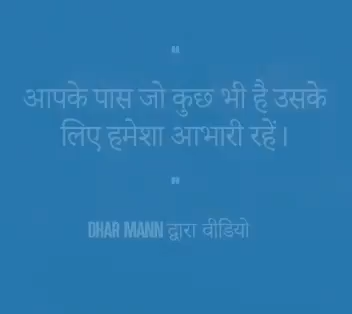 "
आपके पास जो कुछ भी है उसके
लिए हमेशा आभारी रहें।
"
DHAR MANN द्वारा वीडियो